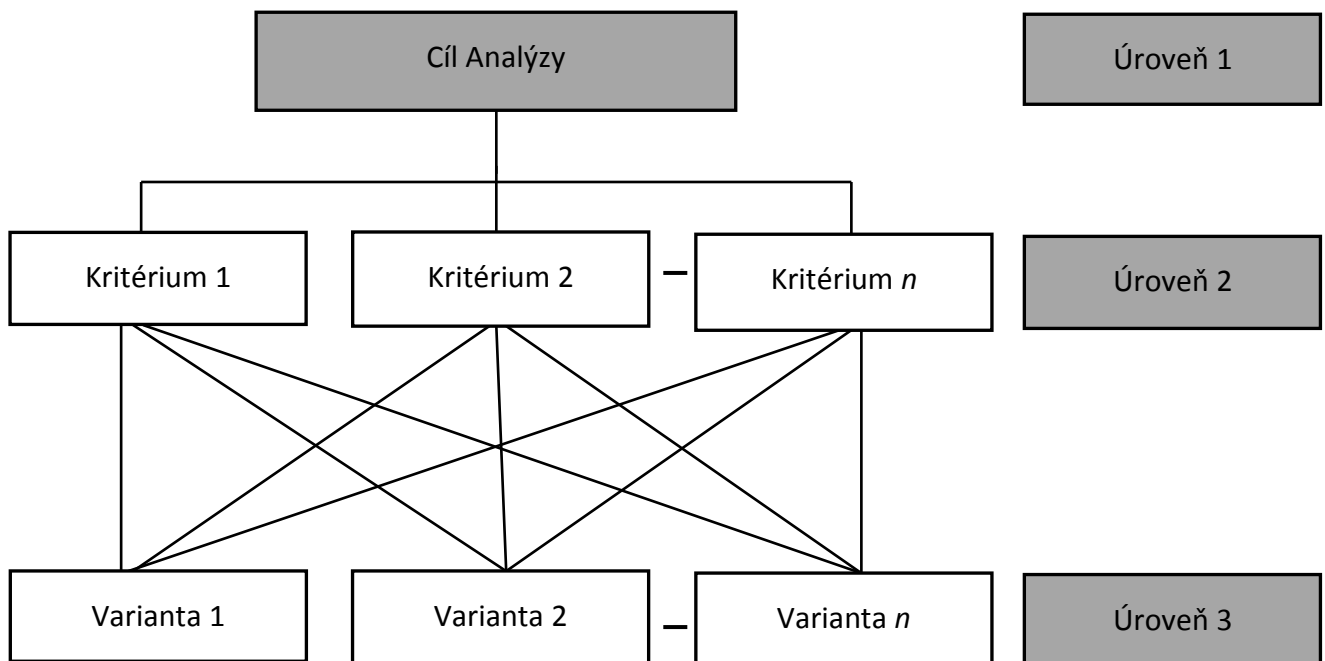 Cíl Analýzy
Úroveň 1
Kritérium 1
Kritérium 2
–
Kritérium n
Úroveň 2
Varianta 1
Varianta 2
–
Varianta n
Úroveň 3